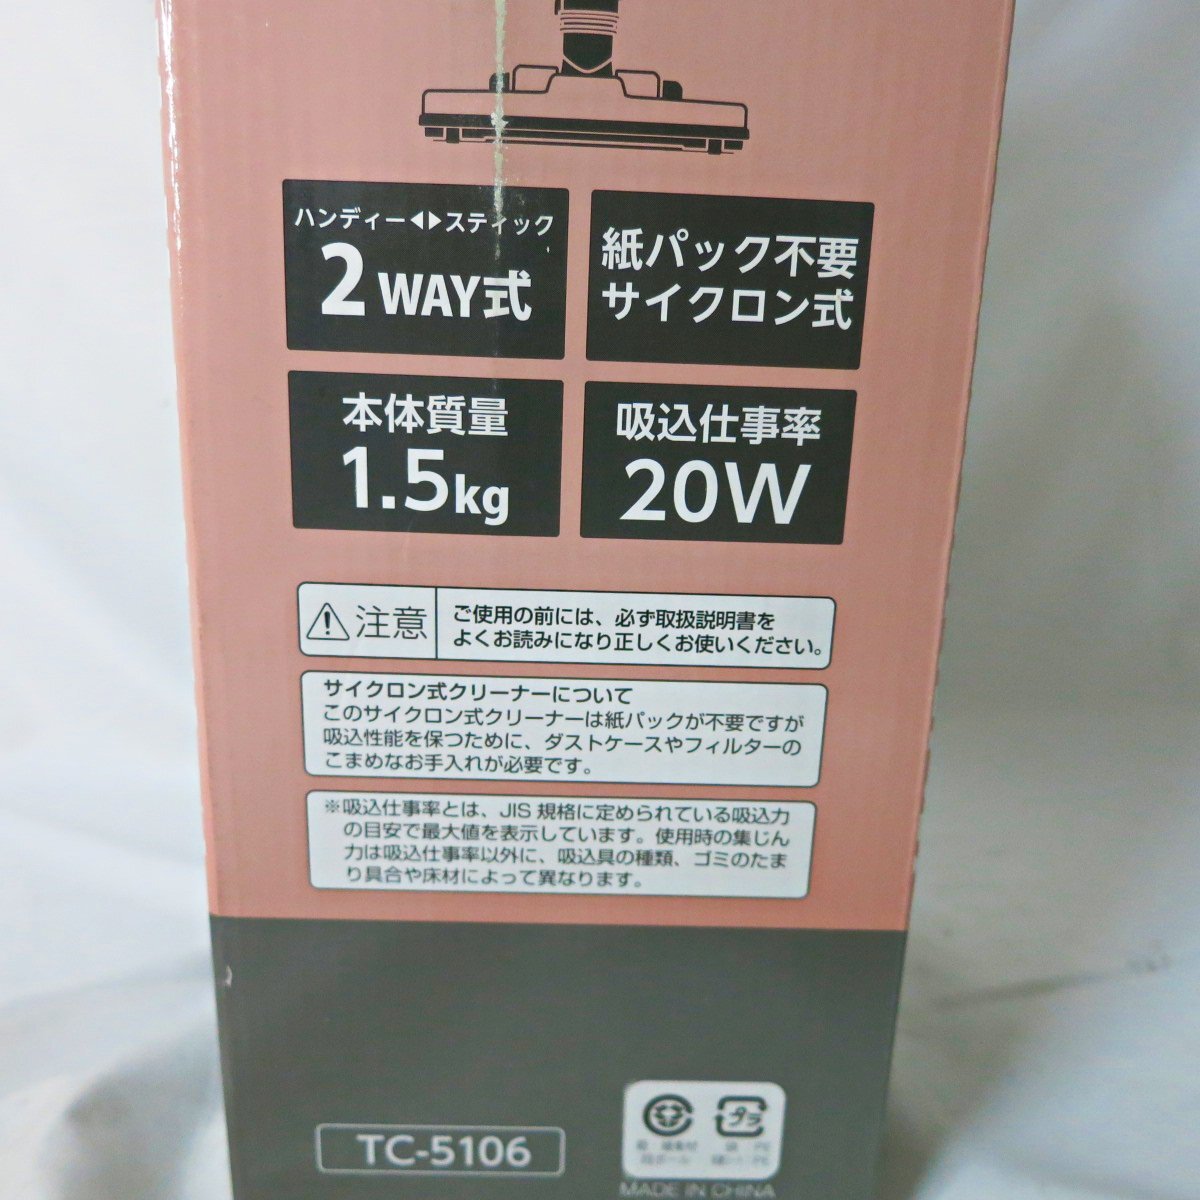 ハンディー◀▶スティック
2 WAY式
紙パック不要
サイクロン式
本体質量
1.5kg
吸込仕事率
20W
注意
ご使用の前には、必ず取扱説明書を
よくお読みになり正しくお使いください。
サイクロン式クリーナーについて
このサイクロン式クリーナーは紙パックが不要ですが
吸込性能を保つために、ダストケースやフィルターの
こまめなお手入れが必要です。
※吸込仕事率とは、JIS 規格に定められている吸込力
の目安で最大値を表示しています。使用時の集じん
力は吸込仕事率以外に、吸込具の種類、ゴミのたま
り具合や床材によって異なります。
TC-5106
プラ
段ボール
MADE IN CHINA